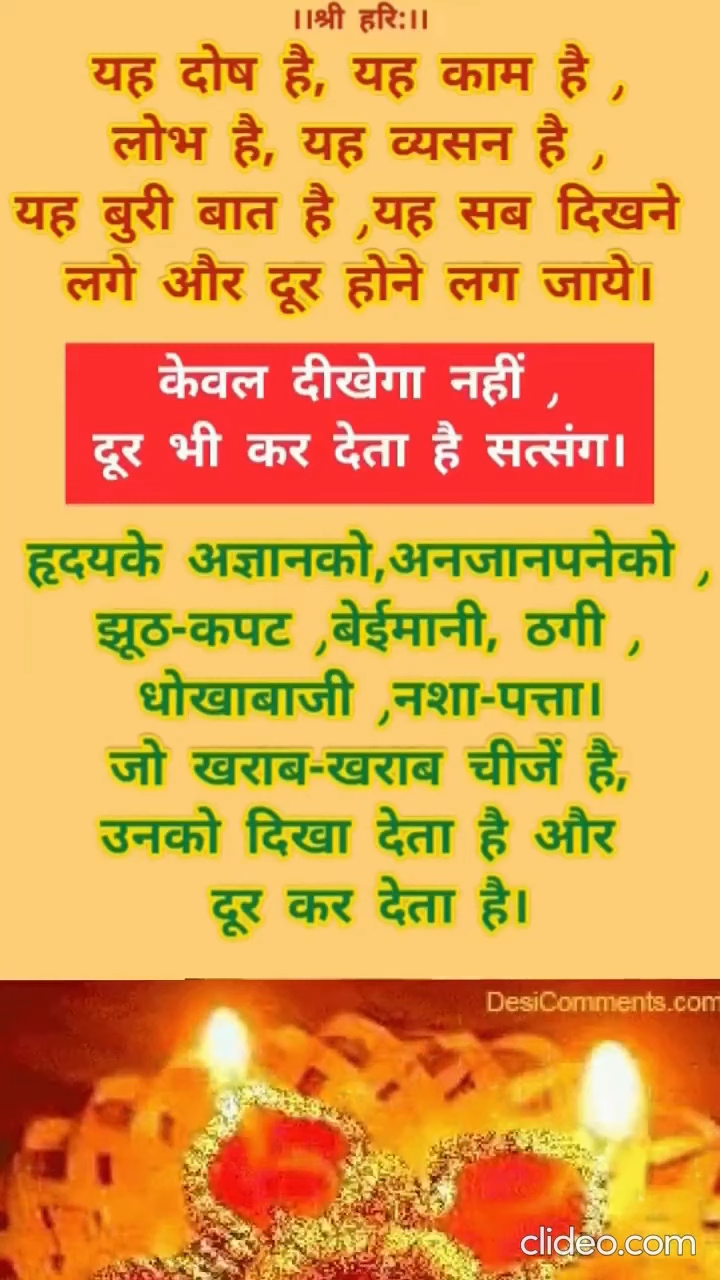 ।।श्री हरि:।।
यह दोष है, यह काम है ,
लोभ है, यह व्यसन है ,
यह बुरी बात है ,यह सब दिखने
लगे और दूर होने लग जाये।
केवल दीखेगा नहीं ,
दूर भी कर देता है सत्संग।
हृदयके अज्ञानको,अनजानपनेको ,
झूठ-कपट ,बेईमानी, ठगी ,
धोखाबाजी ,नशा-पत्ता।
जो खराब-खराब चीजें है,
उनको दिखा देता है और
दूर कर देता है।
DesiComments.com
clideo.com